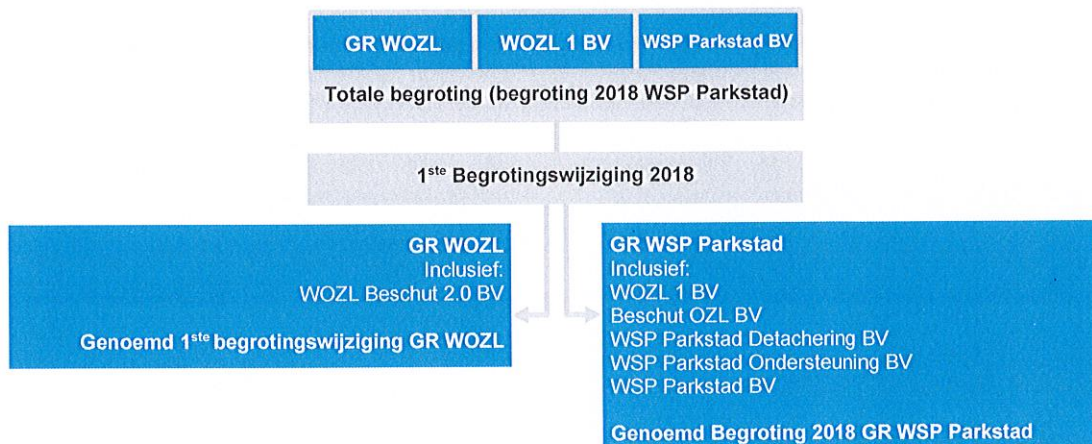 GR WOZL
WOZL 1 BV
WSP Parkstad BV
Totale begroting (begroting 2018 WSP Parkstad)
1ste Begrotingswijziging 2018
GR WOZL
Inclusief:
WOZL Beschut 2.0 BV
Genoemd 1ste begrotingswijziging GR WOZL
GR WSP Parkstad
Inclusief:
WOZL 1 BV
Beschut OZL BV
WSP Parkstad Detachering BV
WSP Parkstad Ondersteuning BV
WSP Parkstad BV
Genoemd Begroting 2018 GR WSP Parkstad